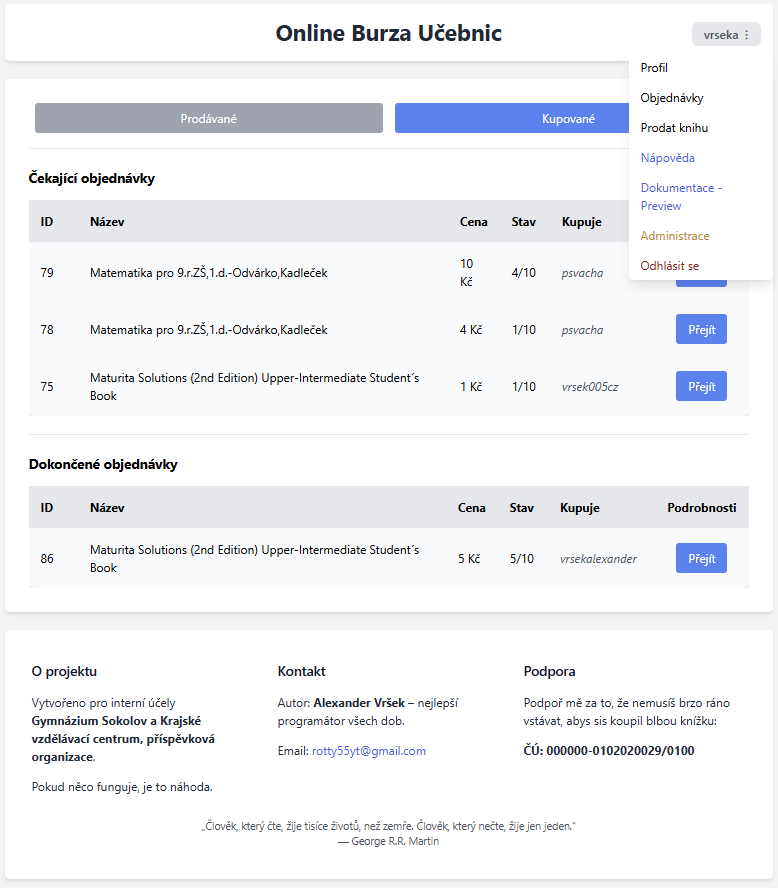 Online Burza Učebnic
vrseka ⋮
Profil
Objednávky
Prodat knihu
Nápověda
Dokumentace -
Preview
Administrace
Odhlásit se
Prodávané
Kupované
Čekající objednávky
ID Název Cena Stav Kupuje
79 Matematika pro 9.r.ZŠ,1.d.-Odvárko,Kadleček 10 Kč 4/10 psvacha
78 Matematika pro 9.r.ZŠ,1.d.-Odvárko,Kadleček 4 Kč 1/10 psvacha Přejít
75 Maturita Solutions (2nd Edition) Upper-Intermediate Student´s
Book 1 Kč 1/10 vrsek005cz Přejít
Dokončené objednávky
ID Název Cena Stav Kupuje Podrobnosti
86 Maturita Solutions (2nd Edition) Upper-Intermediate Student´s
Book 5 Kč 5/10 vrsekalexander Přejít
O projektu
Vytvořeno pro interní účely
Gymnázium Sokolov a Krajské
vzdělávací centrum, příspěvková
organizace.
Pokud něco funguje, je to náhoda.
Kontakt
Autor: Alexander Vršek – nejlepší
programátor všech dob.
Email: rotty55yt@gmail.com
Podpora
Podpoř mé za to, že nemusíš brzo ráno
vstávat, abys sis koupil blbou knížku:
ČÚ: 000000-0102020029/0100
„Člověk, který čte, žije tisíce životů, než zemře. Člověk, který nečte, žije jen jeden.“
— George R.R. Martin